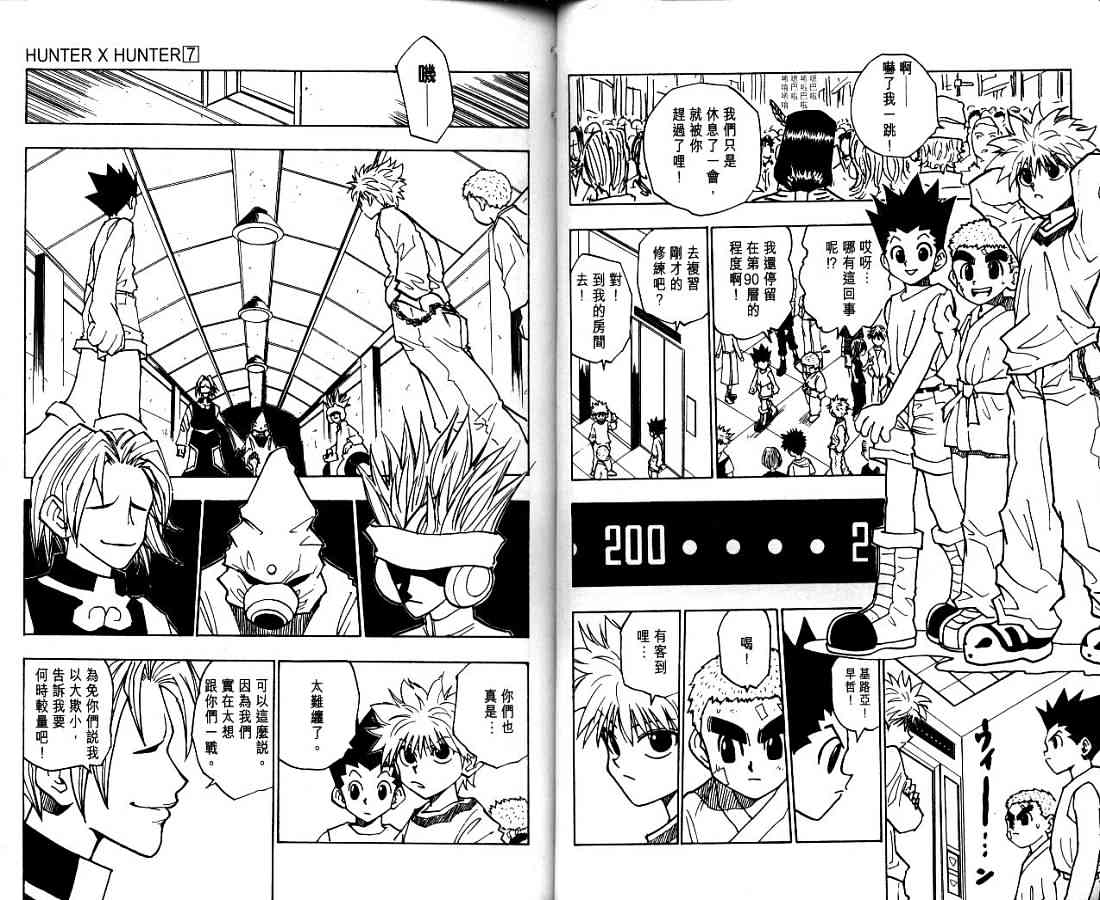 啊——
嚇了我一跳！
我們只是
休息了一會，
就被你
趕過了哩！
哎呀…
哪有這回事
呢!?
我還停留
在第90層的
程度啊！
去複習
剛才的
修練吧？
對！
到我的房間
去！
200
2
ウィーン…
基路亞！
早哲！
喝！
有客到
哩…
HUNTER X HUNTER 7
嘰——
你們也
真是…
太難纏了。
可以這麼說。
因為我們
實在太想
跟你們一戰。
為免你們說我
以大欺小，
告訴我要
何時較量吧！